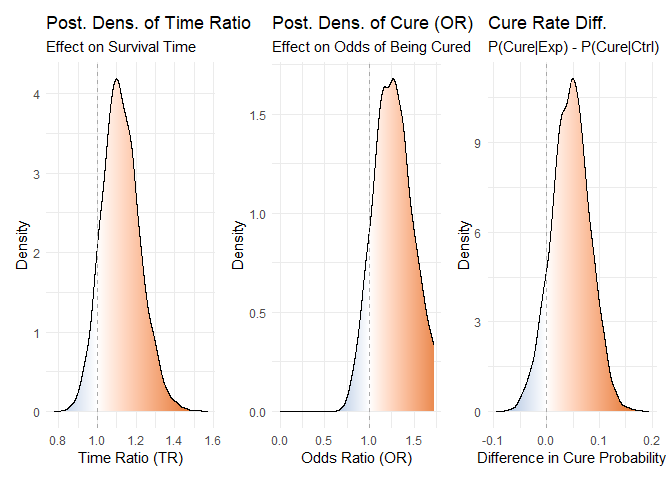 Post. Dens. of Time Ratio
Effect on Survival Time
4
3
2
1
0
Density
0.8 1.0 1.2 1.4 1.6
Time Ratio (TR)
Post. Dens. of Cure (OR)
Effect on Odds of Being Cured
1.5
1.0
0.5
0.0
Density
0.0 0.5 1.0 1.5
Odds Ratio (OR)
Cure Rate Diff.
P(Cure|Exp) - P(Cure|Ctrl)
9
6
3
0
Density
-0.1 0.0 0.1 0.2
Difference in Cure Probability